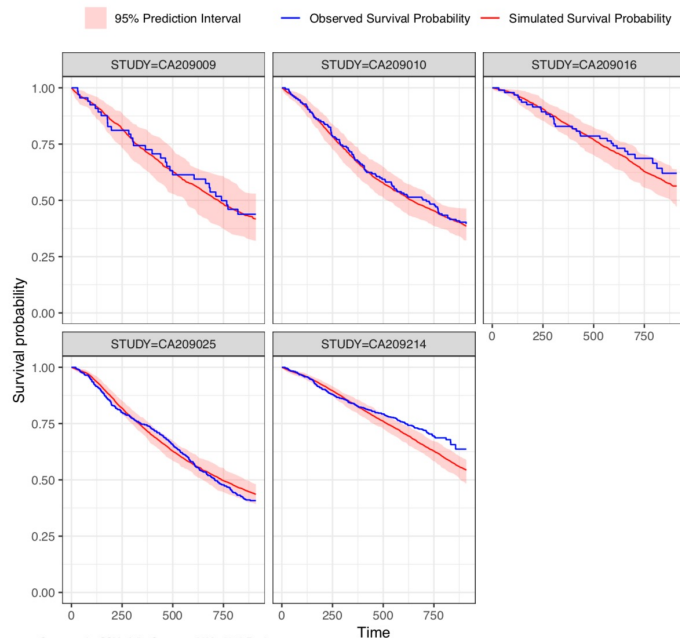 95% Prediction Interval Observed Survival Probability Simulated Survival Probability
STUDY=CA209009 STUDY=CA209010 STUDY=CA209016
1.00
0.75
0.50
0.25
0.00
Survival probability
0 250 500 750
STUDY=CA209025 STUDY=CA209214
1.00
0.75
0.50
0.25
0.00
0 250 500 750 0 250 500 750
Time